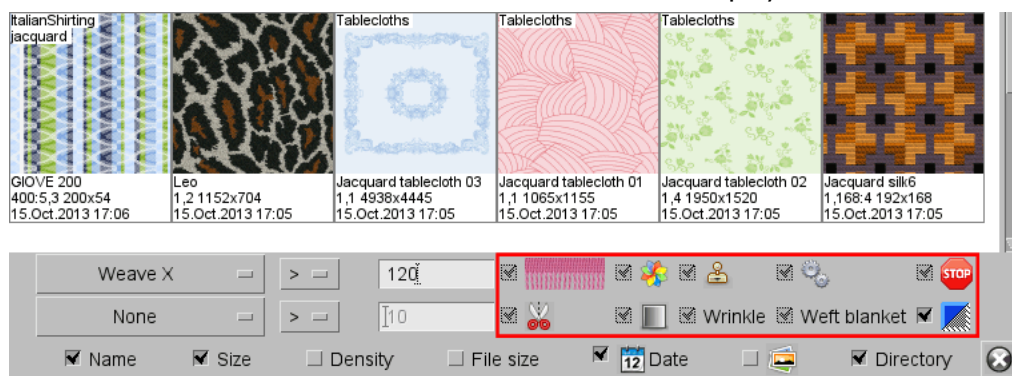 ItalianShirting
jacquard
Tablecloths
Tablecloths
Tablecloths
GIOVE 200
400:5,3 200x54
15.Oct.2013 17:06
Leo
1,2 1152x704
15.Oct.2013 17:05
Jacquard tablecloth 03
1,1 4938x4445
15.Oct.2013 17:05
Jacquard tablecloth 01
1,1 1065x1155
15.Oct.2013 17:05
Jacquard tablecloth 02
1,4 1950x1520
15.Oct.2013 17:05
Jacquard silk6
1,168:4 192x168
15.Oct.2013 17:05
Weave X > 120 STOP
None > 10 Wrinkle Weft blanket
Name Size Density File size 12 Date Directory